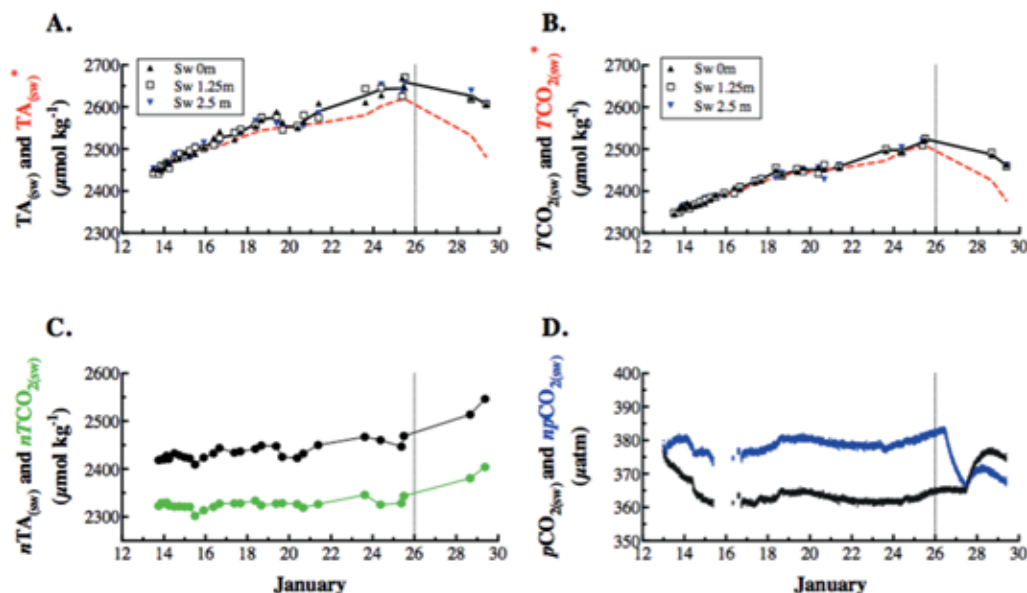 A.
TA(sw) and TA(sw)*
(µmol kg⁻¹)
2700
2600
2500
2400
2300
Sw 0m
Sw 1.25m
Sw 2.5 m
12 14 16 18 20 22 24 26 28 30
B.
TCO2(sw) and TCO2(sw)*
(µmol kg⁻¹)
2700
2600
2500
2400
2300
Sw 0m
Sw 1.25m
Sw 2.5 m
12 14 16 18 20 22 24 26 28 30
C.
nTA(sw) and nTCO2(sw)
(µmol kg⁻¹)
2600
2500
2400
2300
12 14 16 18 20 22 24 26 28 30
January
D.
pCO2(sw) and npCO2(sw)
(µatm)
400
390
380
370
360
350
12 14 16 18 20 22 24 26 28 30
January